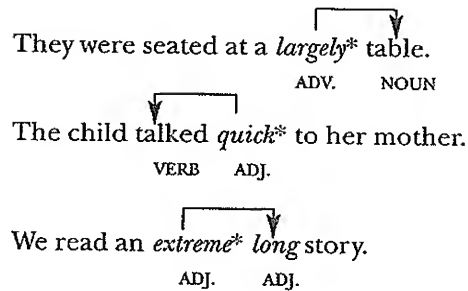 They were seated at a largely* table.
ADV. NOUN
The child talked quick* to her mother.
VERB ADJ.
We read an extreme* long story.
ADJ. ADJ.